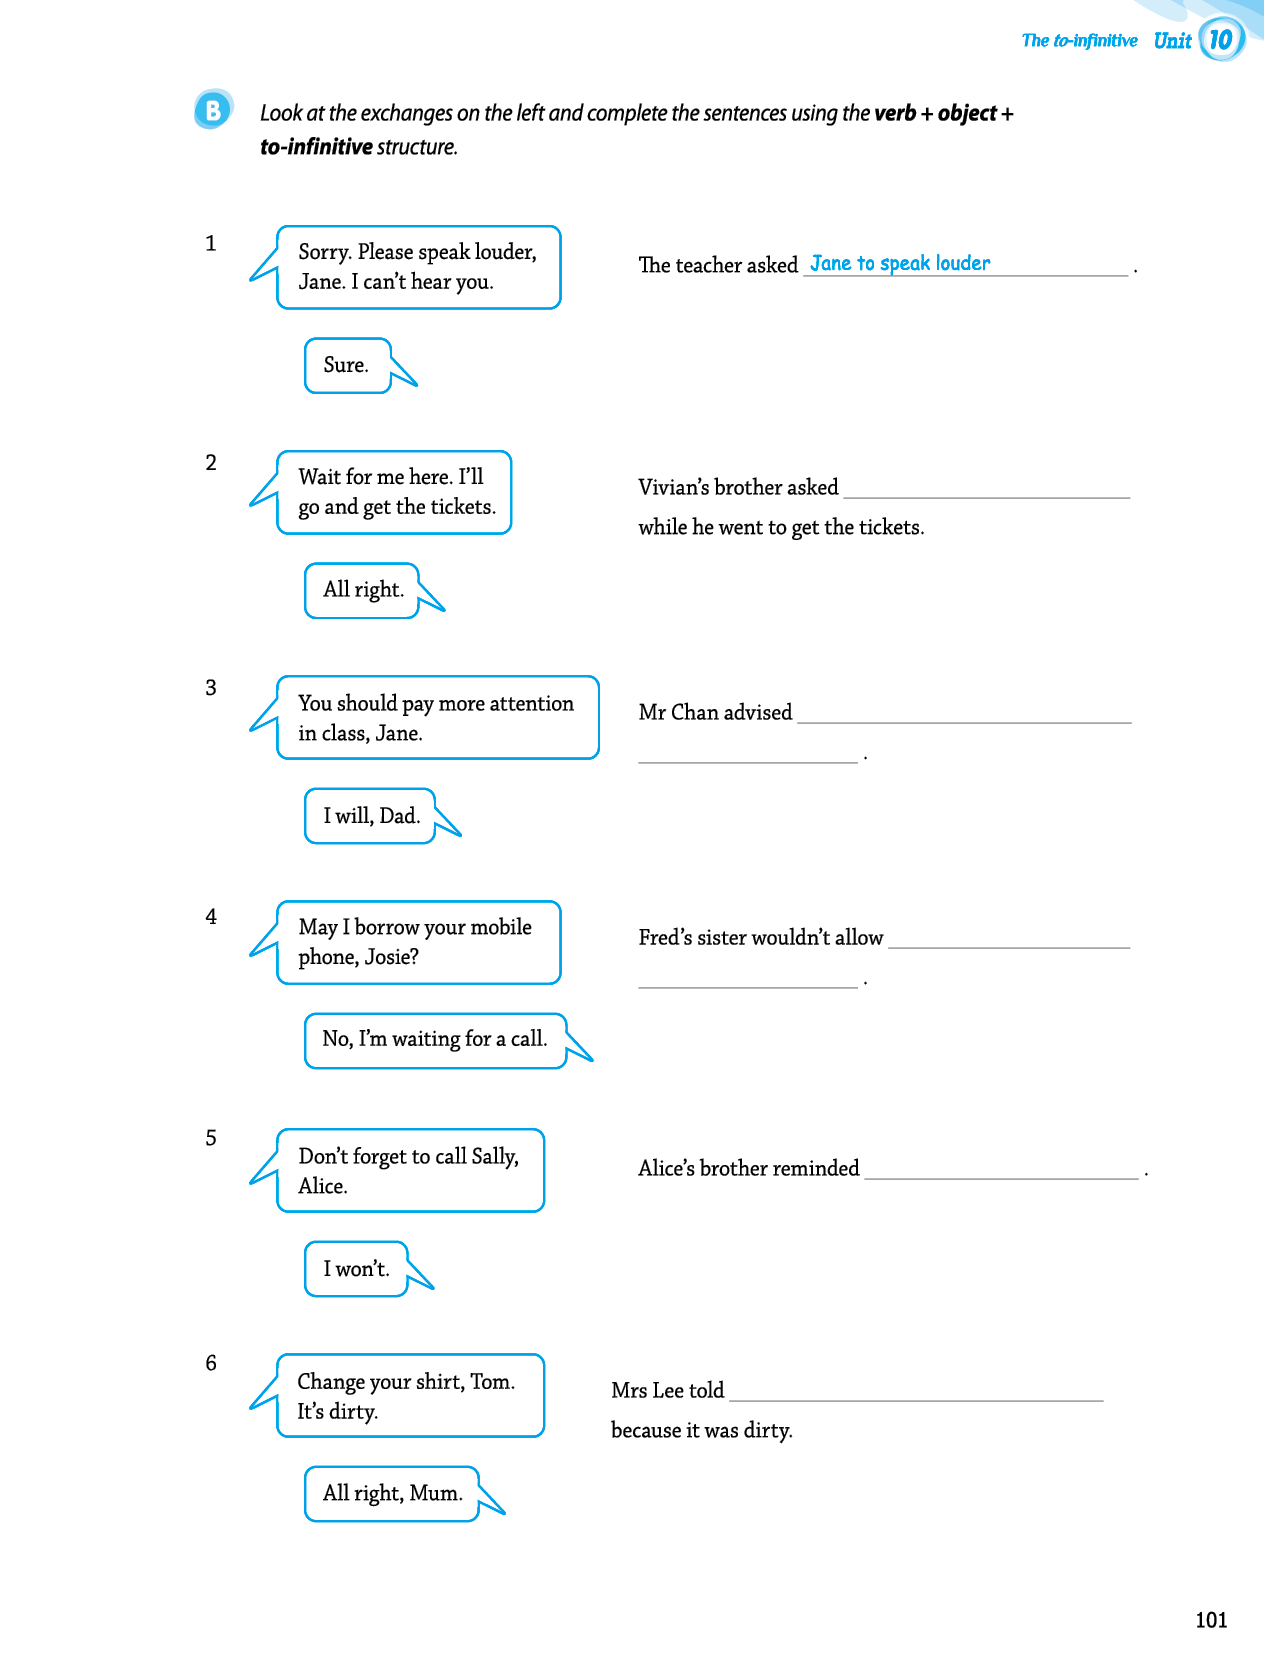 The to-infinitive Unit 10
B
Look at the exchanges on the left and complete the sentences using the verb + object +
to-infinitive structure.
1
Sorry. Please speak louder,
Jane. I can't hear you.
The teacher asked Jane to speak louder .
Sure.
2
Wait for me here. I'll
go and get the tickets.
Vivian's brother asked
while he went to get the tickets.
All right.
3
You should pay more attention
in class, Jane.
Mr Chan advised
.
I will, Dad.
4
May I borrow your mobile
phone, Josie?
Fred's sister wouldn't allow
.
No, I'm waiting for a call.
5
Don't forget to call Sally,
Alice.
Alice's brother reminded .
I won't.
6
Change your shirt, Tom.
It's dirty.
Mrs Lee told
because it was dirty.
All right, Mum.
101